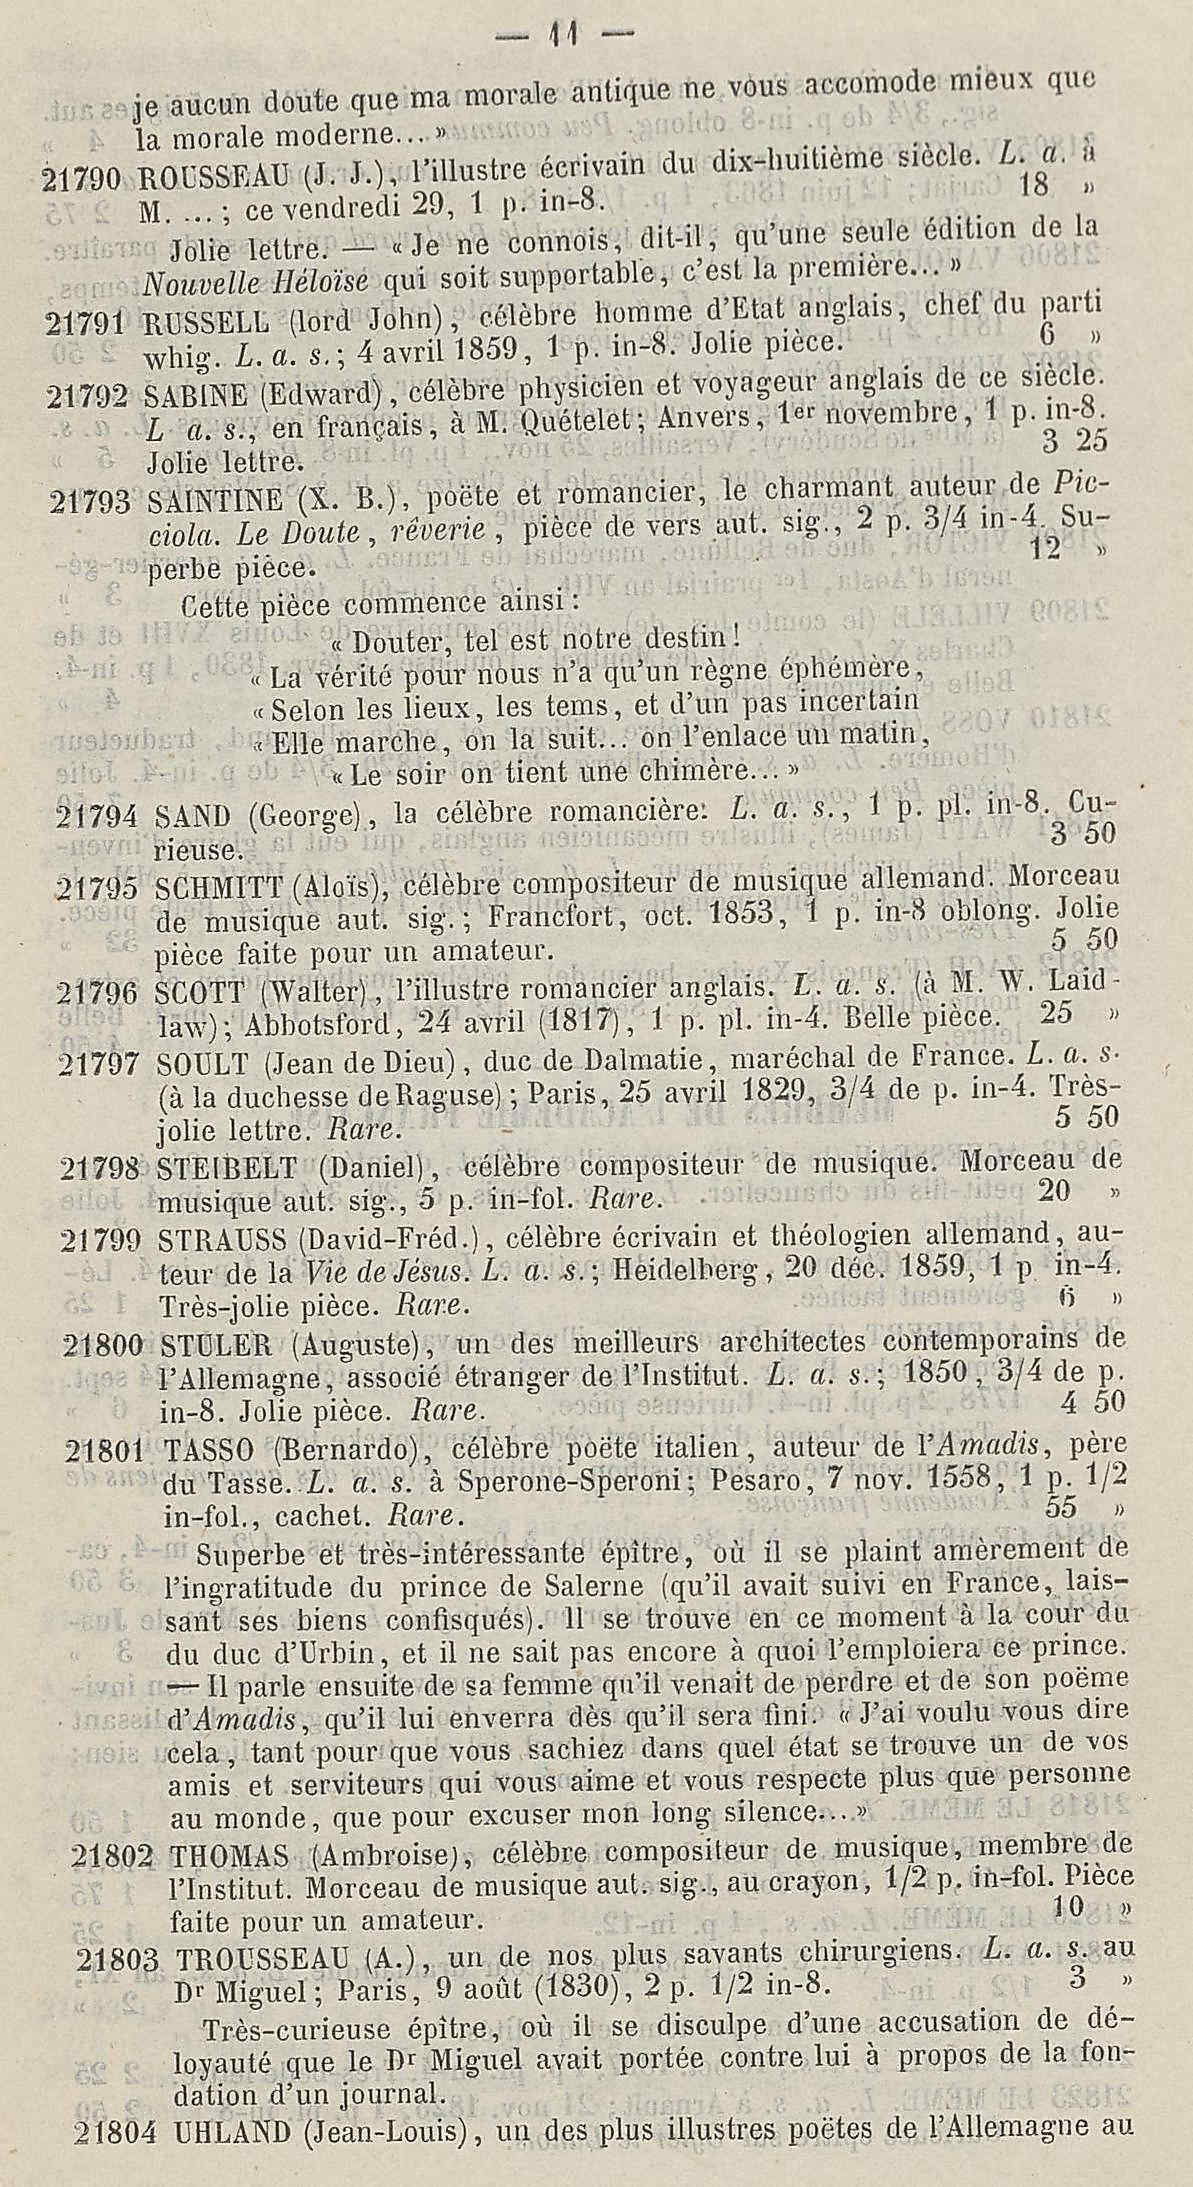 — 11 —
je aucun doute que ma morale antique ne vous accomode mieux que
la morale moderne... »
21790 ROUSSEAU (J. J.), l'illustre écrivain du dix-huitième siècle. L. a. à
M. ... ; ce vendredi 29, 1 p. in-8. 18 »
Jolie lettre. — « Je ne connois, dit-il, qu'une seule édition de la
Nouvelle Héloïse qui soit supportable, c'est la première... »
21791 RUSSELL (lord John), célèbre homme d'Etat anglais, chef du parti
whig. L. a. s. ; 4 avril 1859, 1 p. in-8. Jolie pièce. 6 »
21792 SABINE (Edward), célèbre physicien et voyageur anglais de ce siècle.
L a. s., en français, à M. Quételet ; Anvers, 1er novembre, 1 p. in-8.
Jolie lettre. 3 25
21793 SAINTINE (X. B.), poëte et romancier, le charmant auteur de Pic-
ciola. Le Doute, rêverie, pièce de vers aut. sig., 2 p. 3/4 in-4. Su-
perbe pièce. 12 »
Cette pièce commence ainsi :
« Douter, tel est notre destin !
« La vérité pour nous n'a qu'un règne éphémère,
« Selon les lieux, les tems, et d'un pas incertain
« Elle marche, on la suit... on l'enlace un matin,
« Le soir on tient une chimère... »
21794 SAND (George), la célèbre romancière. L. a. s., 1 p. pl. in-8. Cu-
rieuse. 3 50
21795 SCHMITT (Aloïs), célèbre compositeur de musique allemand. Morceau
de musique aut. sig. ; Francfort, oct. 1853, 1 p. in-8 oblong. Jolie
pièce faite pour un amateur. 5 50
21796 SCOTT (Walter), l'illustre romancier anglais. L. a. s. (à M. W. Laid-
law) ; Abbotsford, 24 avril (1817), 1 p. pl. in-4. Belle pièce. 25 »
21797 SOULT (Jean de Dieu), duc de Dalmatie, maréchal de France. L. a. s.
(à la duchesse de Raguse) ; Paris, 25 avril 1829, 3/4 de p. in-4. Très-
jolie lettre. Rare. 5 50
21798 STEIBELT (Daniel), célèbre compositeur de musique. Morceau de
musique aut. sig., 5 p. in-fol. Rare. 20 »
21799 STRAUSS (David-Fréd.), célèbre écrivain et théologien allemand, au-
teur de la Vie de Jésus. L. a. s. ; Heidelberg, 20 déc. 1859, 1 p in-4.
Très-jolie pièce. Rare. 6 »
21800 STULER (Auguste), un des meilleurs architectes contemporains de
l'Allemagne, associé étranger de l'Institut. L. a. s. ; 1850, 3/4 de p.
in-8. Jolie pièce. Rare. 4 50
21801 TASSO (Bernardo), célèbre poëte italien, auteur de l'Amadis, père
du Tasse. L. a. s. à Sperone-Speroni ; Pesaro, 7 nov. 1558, 1 p. 1/2
in-fol., cachet. Rare. 55 »
Superbe et très-intéressante épître, où il se plaint amèrement de
l'ingratitude du prince de Salerne (qu'il avait suivi en France, lais-
sant ses biens confisqués). Il se trouve en ce moment à la cour du
du duc d'Urbin, et il ne sait pas encore à quoi l'emploiera ce prince.
— Il parle ensuite de sa femme qu'il venait de perdre et de son poëme
d'Amadis, qu'il lui enverra dès qu'il sera fini. « J'ai voulu vous dire
cela, tant pour que vous sachiez dans quel état se trouve un de vos
amis et serviteurs qui vous aime et vous respecte plus que personne
au monde, que pour excuser mon long silence... »
21802 THOMAS (Ambroise), célèbre compositeur de musique, membre de
l'Institut. Morceau de musique aut. sig., au crayon, 1/2 p. in-fol. Pièce
faite pour un amateur. 10 »
21803 TROUSSEAU (A.), un de nos plus savants chirurgiens. L. a. s. au
Dr Miguel ; Paris, 9 août (1830), 2 p. 1/2 in-8. 3 »
Très-curieuse épître, où il se disculpe d'une accusation de dé-
loyauté que le Dr Miguel avait portée contre lui à propos de la fon-
dation d'un journal.
21804 UHLAND (Jean-Louis), un des plus illustres poëtes de l'Allemagne au